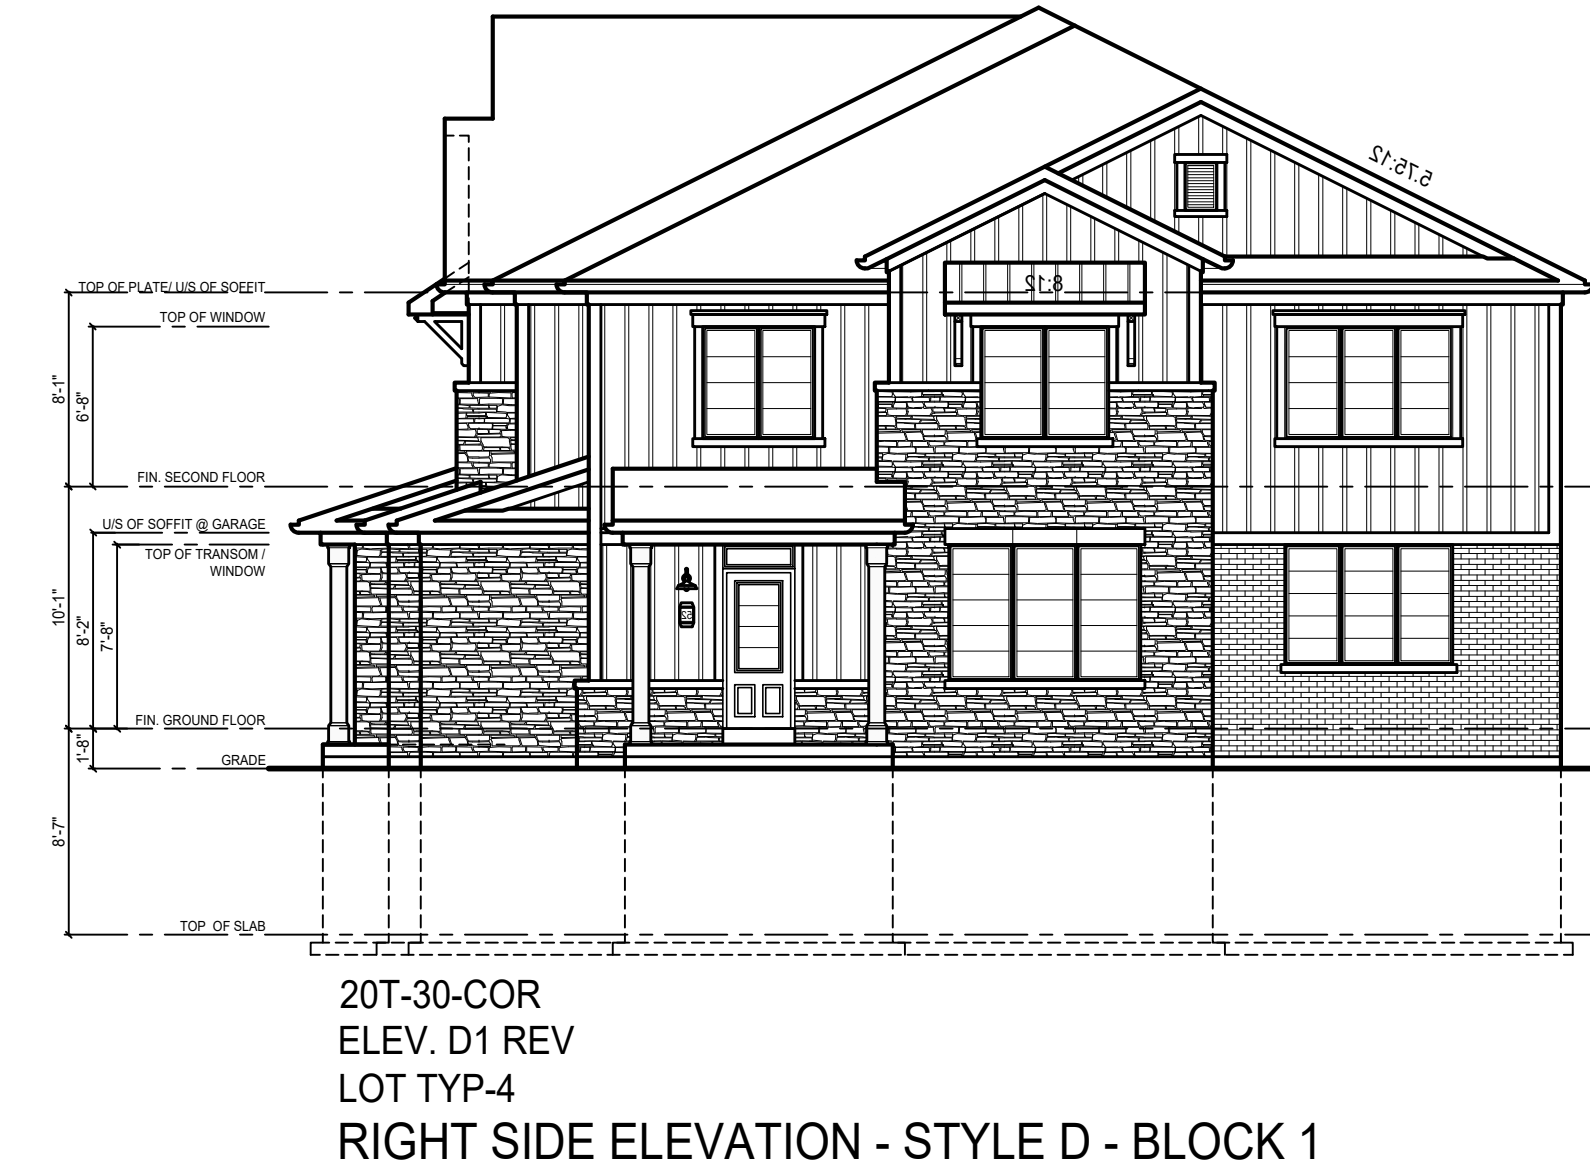 5.75:12
8:12
TOP OF PLATE/ U/S OF SOFFIT
TOP OF WINDOW
8'-1"
6'-8"
FIN. SECOND FLOOR
U/S OF SOFFIT @ GARAGE
TOP OF TRANSOM /
WINDOW
10'-1"
8'-2"
7'-8"
52
FIN. GROUND FLOOR
1'-8"
GRADE
8'-7"
TOP OF SLAB
20T-30-COR
ELEV. D1 REV
LOT TYP-4
RIGHT SIDE ELEVATION - STYLE D - BLOCK 1